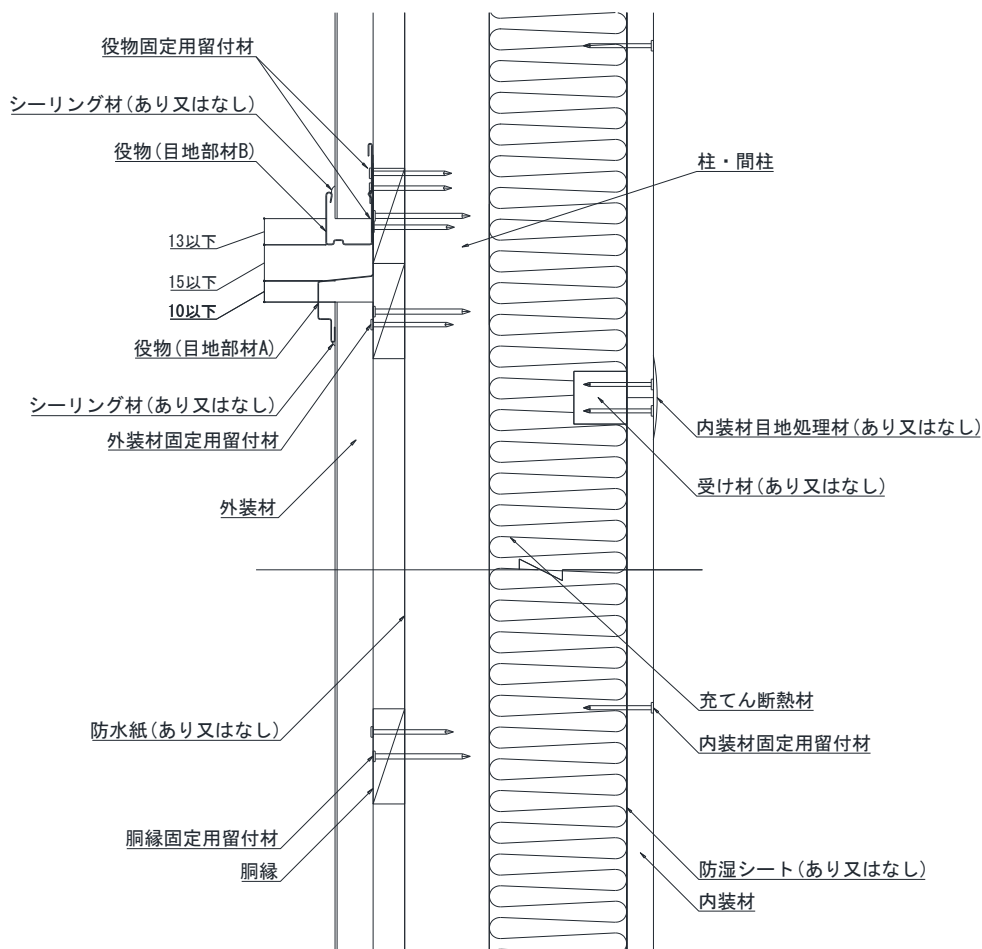 役物固定用留付材
シーリング材(あり又はなし)
役物(目地部材B)
柱・間柱
13以下
15以下
10以下
役物(目地部材A)
シーリング材(あり又はなし)
外装材固定用留付材
内装材目地処理材(あり又はなし)
受け材(あり又はなし)
外装材
充てん断熱材
防水紙(あり又はなし)
内装材固定用留付材
胴縁固定用留付材
胴縁
防湿シート(あり又はなし)
内装材